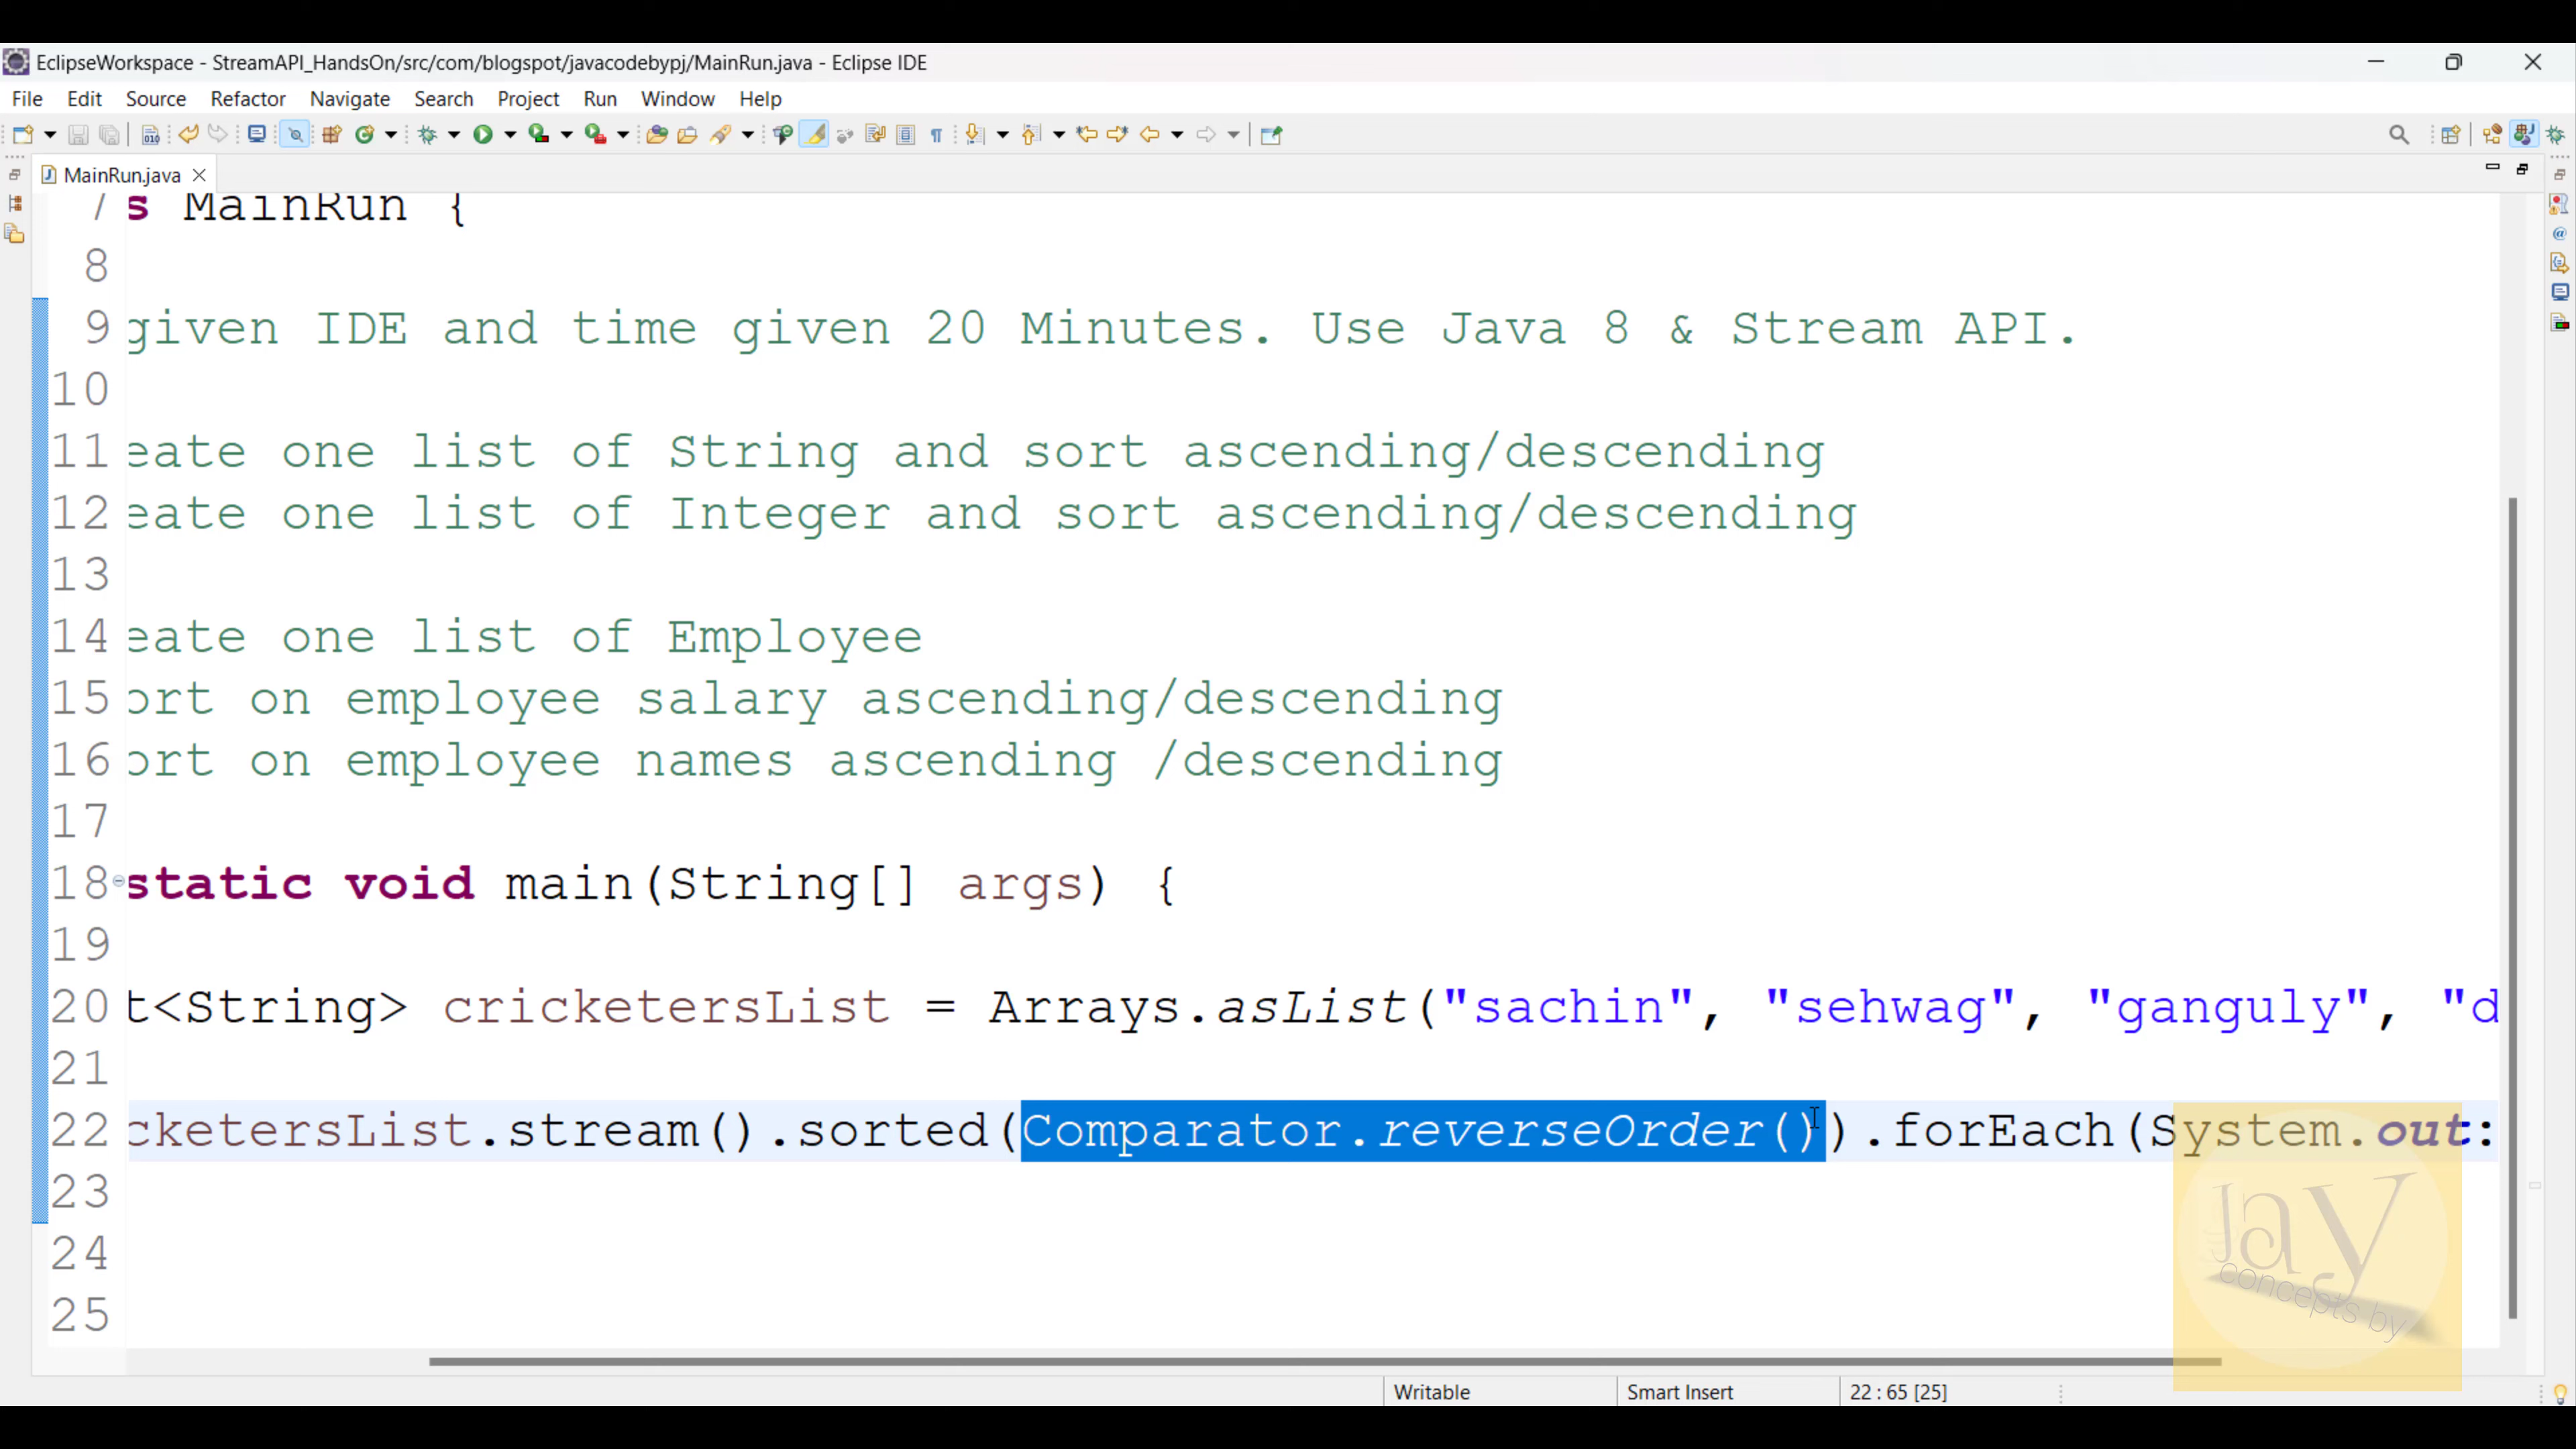 EclipseWorkspace - StreamAPI_HandsOn/src/com/blogspot/javacodebypj/MainRun.java - Eclipse IDE
File Edit Source Refactor Navigate Search Project Run Window Help
MainRun.java
7 s MainRun {
8
9 given IDE and time given 20 Minutes. Use Java 8 & Stream API.
10
11 eate one list of String and sort ascending/descending
12 eate one list of Integer and sort ascending/descending
13
14 eate one list of Employee
15 ort on employee salary ascending/descending
16 ort on employee names ascending /descending
17
18 static void main(String[] args) {
19
20 t<String> cricketersList = Arrays.asList("sachin", "sehwag", "ganguly", "d
21
22 cketersList.stream().sorted(Comparator.reverseOrder()).forEach(System.out:
23
24
25
Jay
concepts by
Writable Smart Insert 22 : 65 [25]